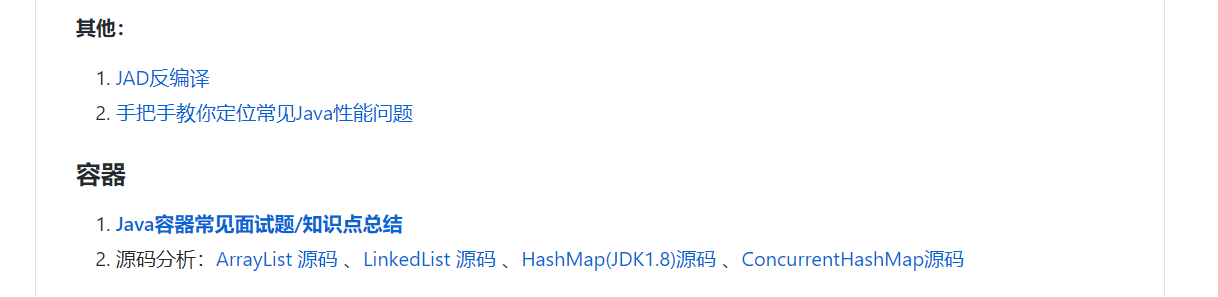 其他：
1. JAD反编译
2. 手把手教你定位常见Java性能问题
容器
1. Java容器常见面试题/知识点总结
2. 源码分析：ArrayList 源码 、LinkedList 源码 、HashMap(JDK1.8)源码 、ConcurrentHashMap源码